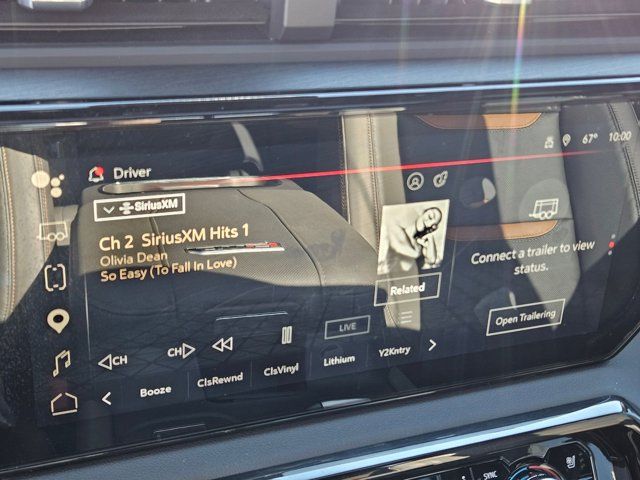 67° 10:00
Driver
SiriusXM
Ch 2 SiriusXM Hits 1
Olivia Dean
So Easy (To Fall In Love)
Related
Connect a trailer to view
status.
Open Trailering
LIVE
CH
CH
Booze
ClsRewnd
ClsVinyl
Lithium
Y2Kntry
SYNC